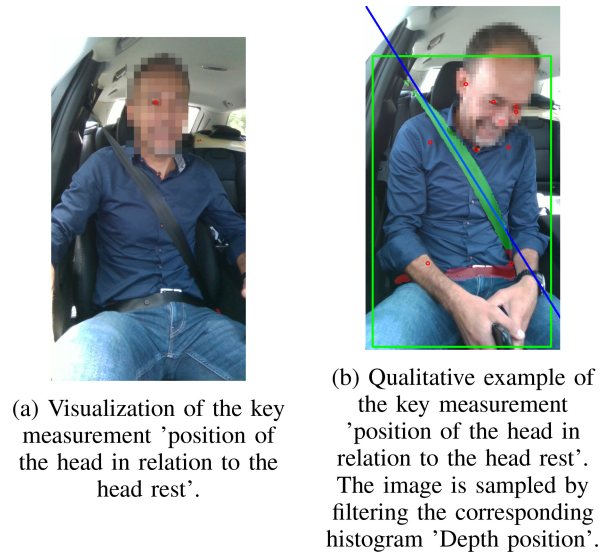 (a) Visualization of the key
measurement 'position of
the head in relation to the
head rest'.
(b) Qualitative example of
the key measurement
'position of the head in
relation to the head rest'.
The image is sampled by
filtering the corresponding
histogram 'Depth position'.